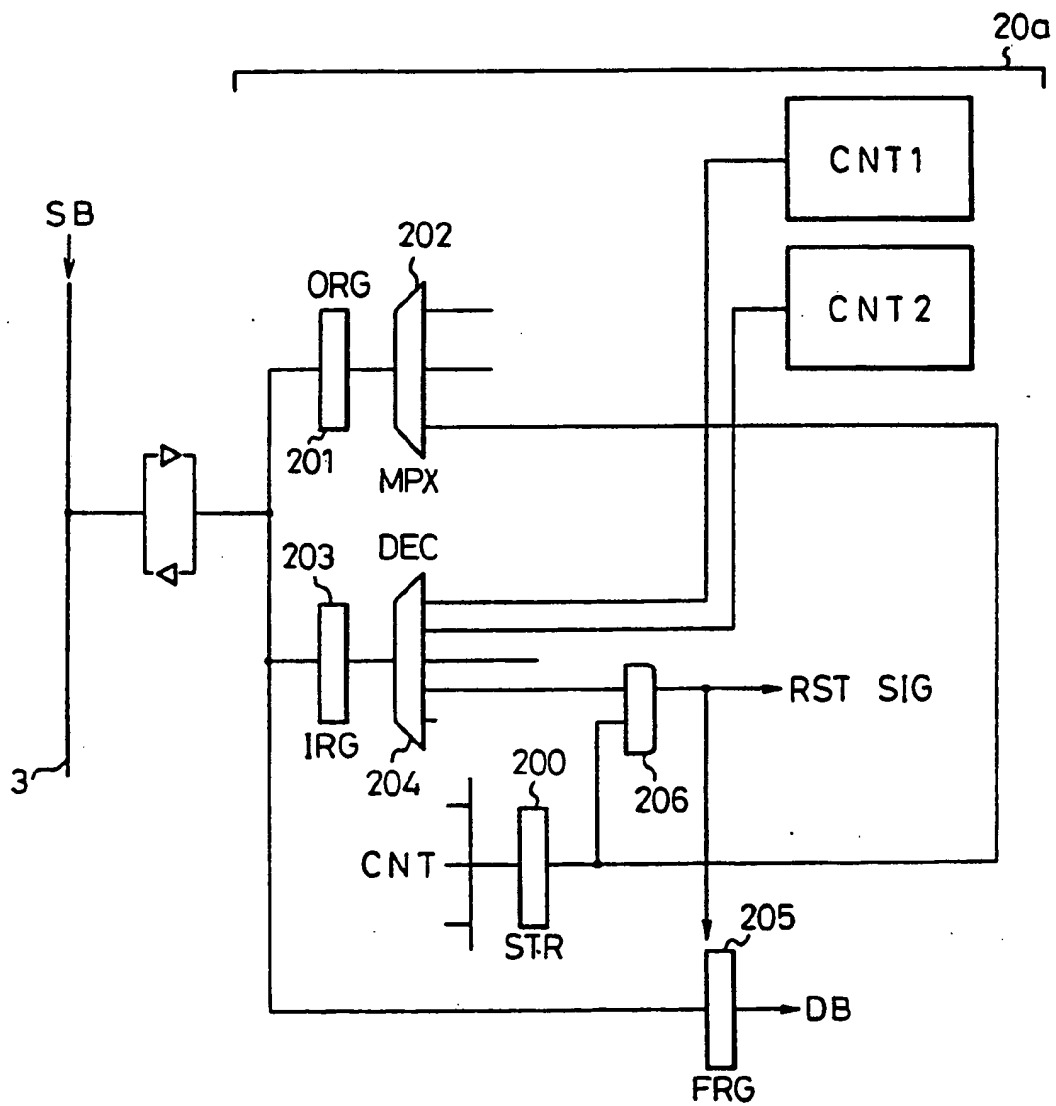 20a
CNT1
SB
202
CNT2
ORG
201
MPX
DEC
203
RST SIG
IRG
204
200
206
3
CNT
STR
205
DB
FRG